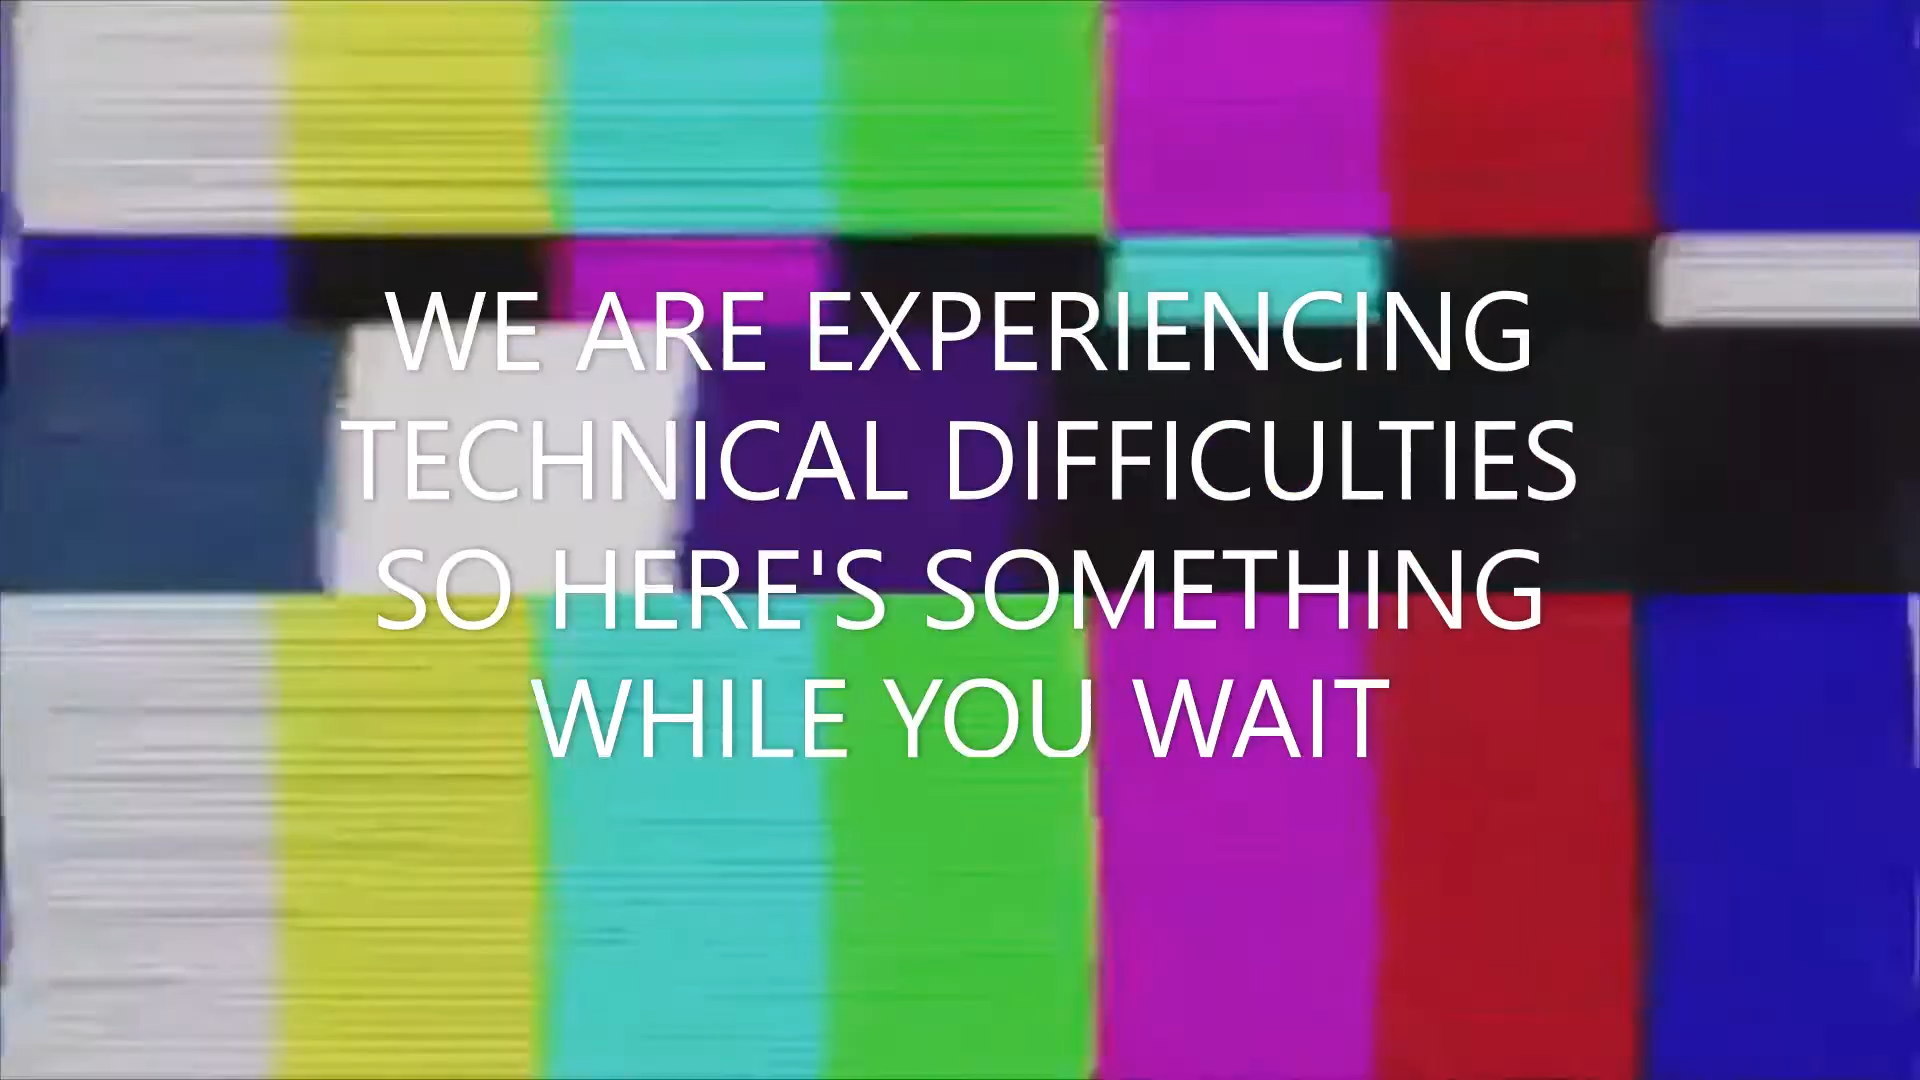 WE ARE EXPERIENCING
TECHNICAL DIFFICULTIES
SO HERE'S SOMETHING
WHILE YOU WAIT